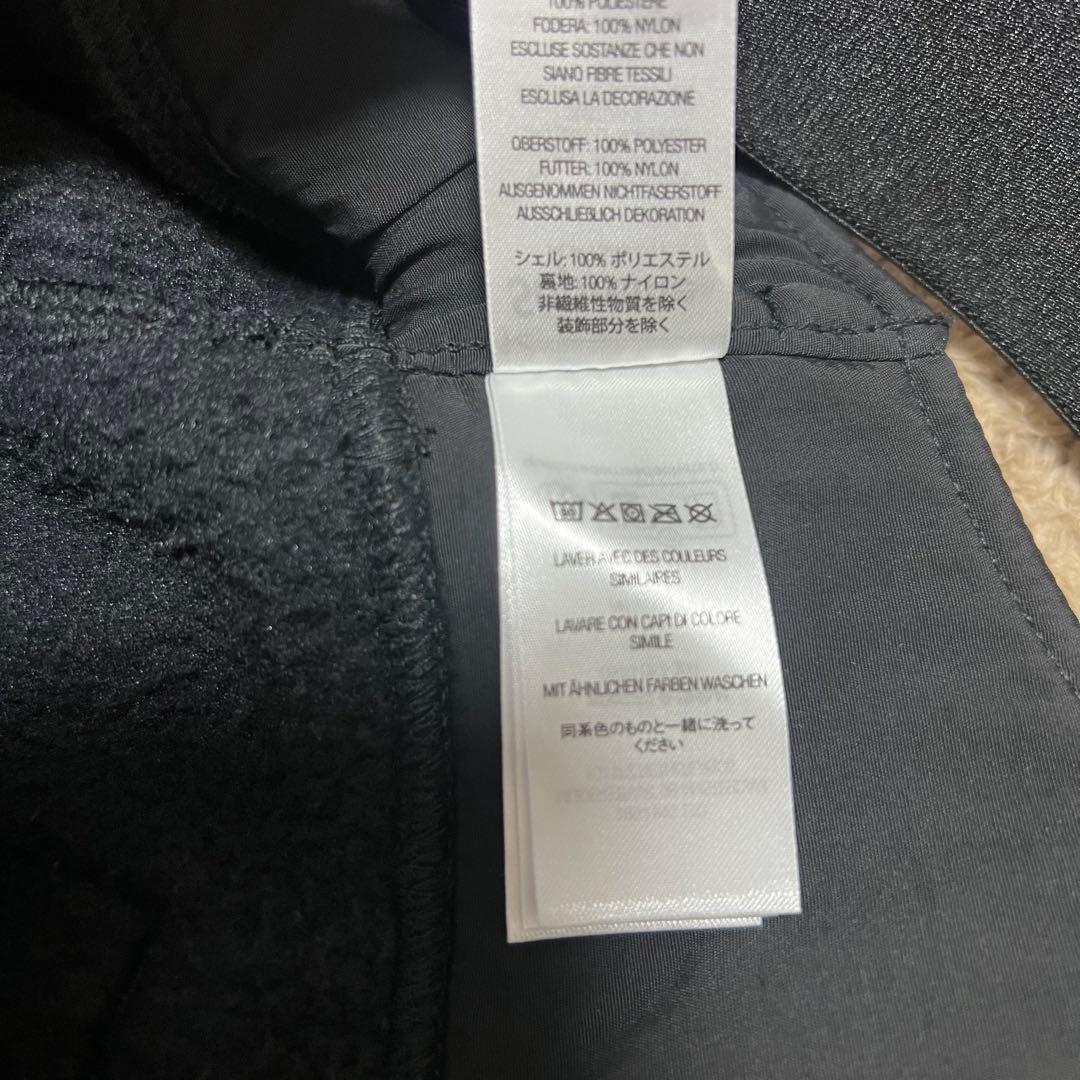 100% POLIESTERE
FODERA: 100% NYLON
ESCLUSE SOSTANZE CHE NON
SIANO FIBRE TESSILI
ESCLUSA LA DECORAZIONE
OBERSTOFF: 100% POLYESTER
FUTTER: 100% NYLON
AUSGENOMMEN NICHTFASERSTOFF
AUSSCHLIEBLICH DEKORATION
シェル: 100% ポリエステル
裏地: 100% ナイロン
非繊維性物質を除く
装飾部分を除く
LAVER AVEC DES COULEURS
SIMILAIRES
LAVARE CON CAPI DI COLORE
SIMILE
MIT ÄHNLICHEN FARBEN WASCHEN
同系色のものと一緒に洗って
ください